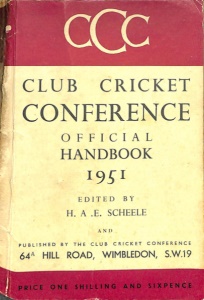 CCC
CLUB CRICKET
CONFERENCE
OFFICIAL
HANDBOOK
1951
EDITED BY
H. A. E. SCHEELE
AND
PUBLISHED BY THE CLUB CRICKET CONFERENCE
64A HILL ROAD, WIMBLEDON, S.W.19
PRICE ONE SHILLING AND SIXPENCE